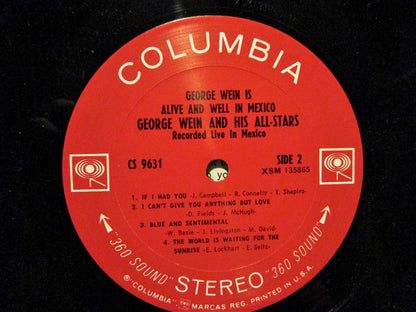 COLUMBIA
GEORGE WEIN IS
ALIVE AND WELL IN MEXICO
GEORGE WEIN AND HIS ALL-STARS
Recorded Live In Mexico
CS 9631
SIDE 2
XSM 135865
1. IF I HAD YOU -J. Campbell - R. Connelly - T. Shapiro-
2. I CAN'T GIVE YOU ANYTHING BUT LOVE
-D. Fields - J. McHugh-
3. BLUE AND SENTIMENTAL
-W. Basie - J. Livingston - M. David-
4. THE WORLD IS WAITING FOR THE
SUNRISE -E. Lockhart - E. Seitz-
"360 SOUND" STEREO "360 SOUND"
® "COLUMBIA", MARCAS REG. PRINTED IN U.S.A.